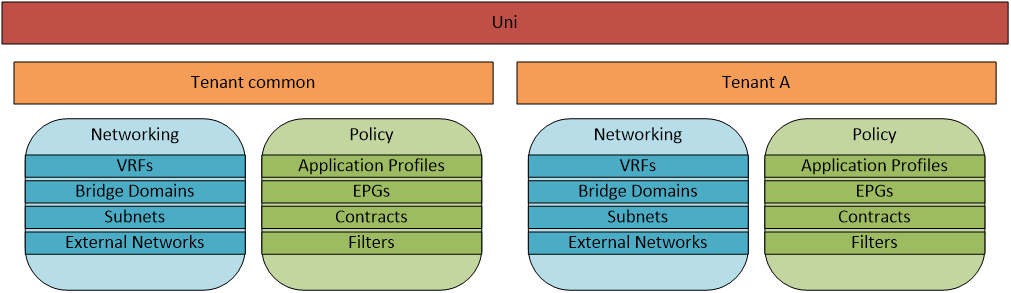 Uni
Tenant common
Tenant A
Networking
VRFs
Bridge Domains
Subnets
External Networks
Policy
Application Profiles
EPGs
Contracts
Filters
Networking
VRFs
Bridge Domains
Subnets
External Networks
Policy
Application Profiles
EPGs
Contracts
Filters